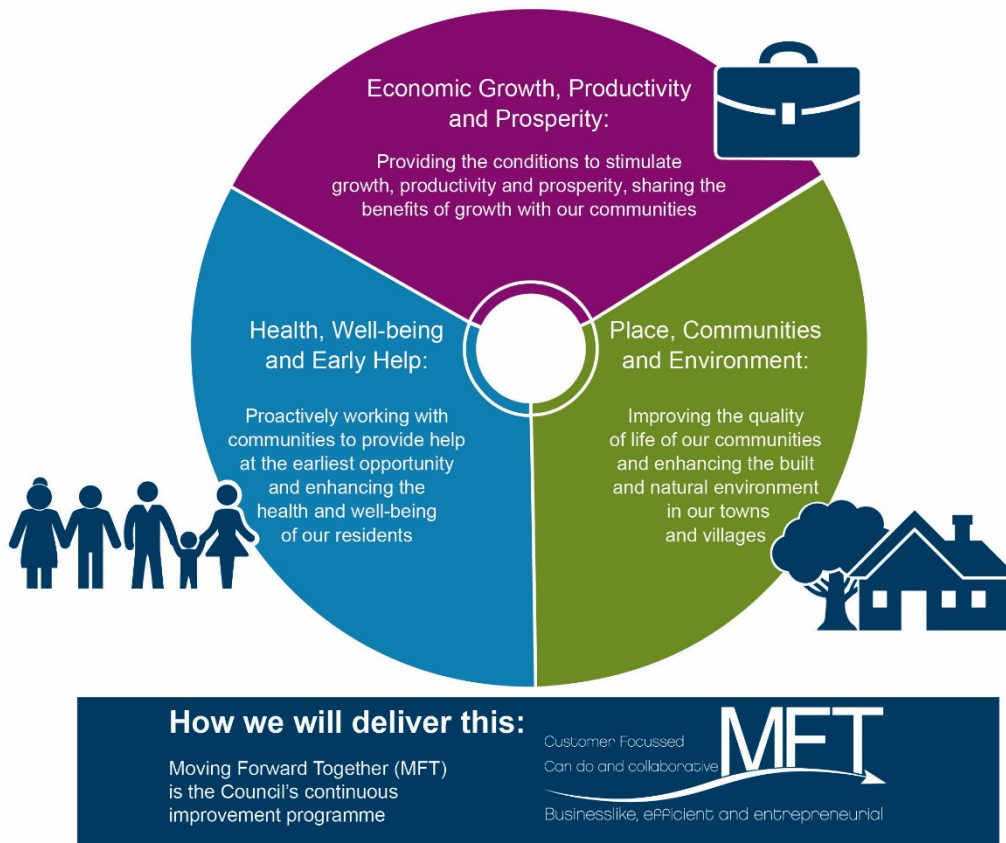 Economic Growth, Productivity
and Prosperity:
Providing the conditions to stimulate
growth, productivity and prosperity, sharing the
benefits of growth with our communities
Health, Well-being
and Early Help:
Proactively working with
communities to provide help
at the earliest opportunity
and enhancing the
health and well-being
of our residents
Place, Communities
and Environment:
Improving the quality
of life of our communities
and enhancing the built
and natural environment
in our towns
and villages
How we will deliver this:
Moving Forward Together (MFT)
is the Council's continuous
improvement programme
Customer Focussed
Can do and collaborative
MFT
Businesslike, efficient and entrepreneurial